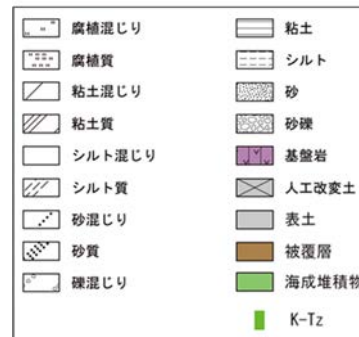 腐植混じり
腐植質
粘土混じり
粘土質
シルト混じり
シルト質
砂混じり
砂質
礫混じり
粘土
シルト
砂
砂礫
基盤岩
人工改変土
表土
被覆層
海成堆積物
K-Tz